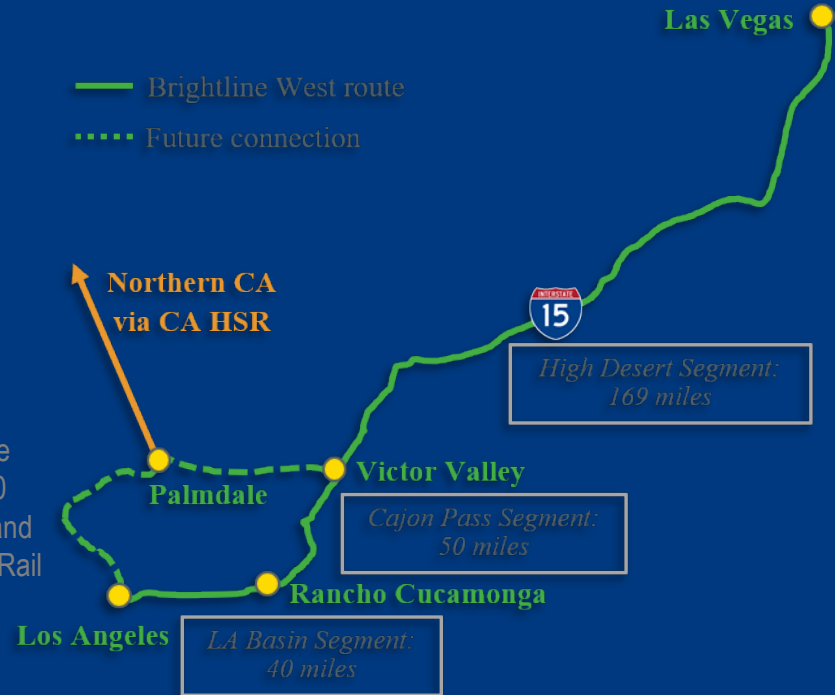 Las Vegas
Brightline West route
Future connection
Northern CA
via CA HSR
INTERSTATE
15
High Desert Segment:
169 miles
e
0
and
Rail
Palmdale
Victor Valley
Cajon Pass Segment:
50 miles
Rancho Cucamonga
Los Angeles
LA Basin Segment:
40 miles